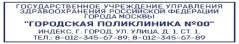 ГОСУДАРСТВЕННОЕ УЧРЕЖДЕНИЕ УПРАВЛЕНИЯ
ЗДРАВООХРАНЕНИЯ РОССИЙСКОЙ ФЕДЕРАЦИИ
ГОРОДА МОСКВЫ
"ГОРОДСКАЯ ПОЛИКЛИНИКА №00"
ИНДЕКС, Г. ГОРОД, УЛ. УЛИЦА, Д. 1, СТ. 1,
ТЕЛ.: 8-012-345-67-89; 8-012-345-67-89